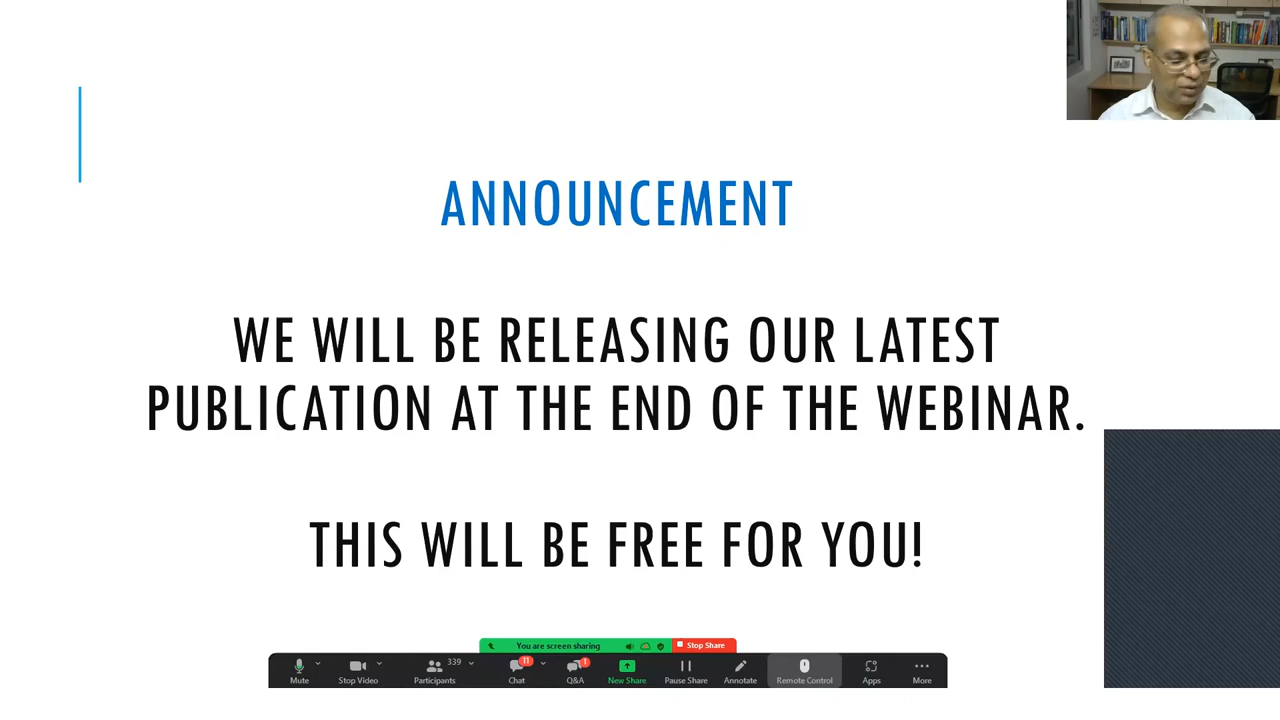 ANNOUNCEMENT
WE WILL BE RELEASING OUR LATEST
PUBLICATION AT THE END OF THE WEBINAR.
THIS WILL BE FREE FOR YOU!
You are screen sharing
Stop Share
339
11
1
Mute
Stop Video
Participants
Chat
Q&A
New Share
Pause Share
Annotate
Remote Control
Apps
More